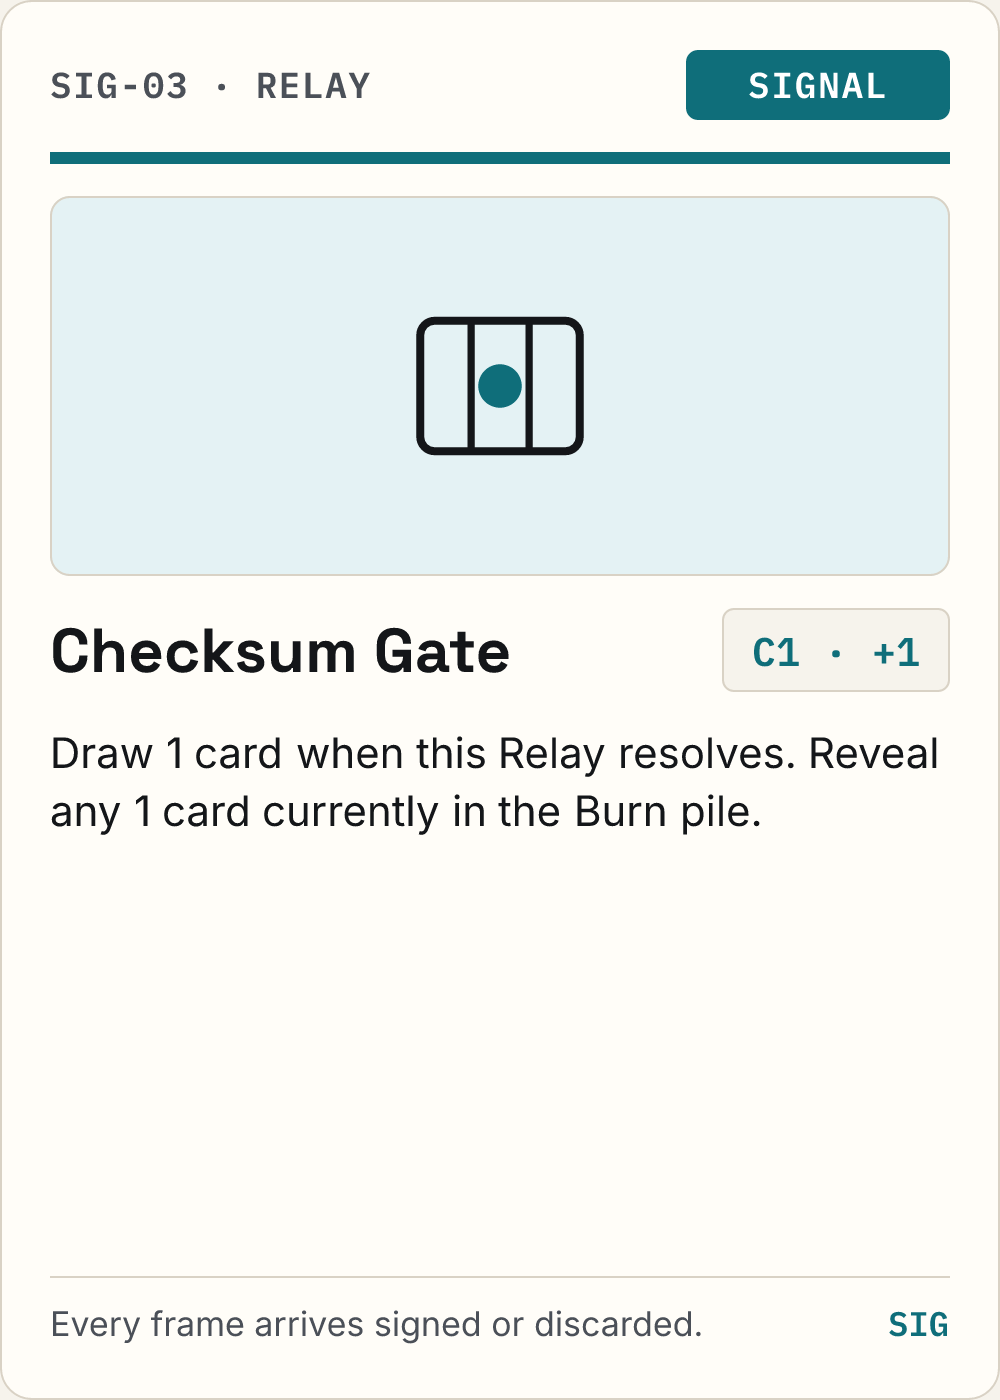 SIG-03 · RELAY
SIGNAL
Checksum Gate
C1 · +1
Draw 1 card when this Relay resolves. Reveal
any 1 card currently in the Burn pile.
Every frame arrives signed or discarded.
SIG